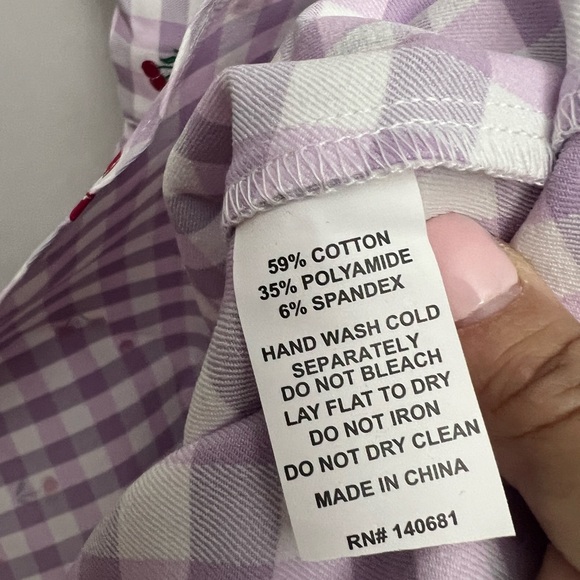 59% COTTON
35% POLYAMIDE
6% SPANDEX
HAND WASH COLD
SEPARATELY
DO NOT BLEACH
LAY FLAT TO DRY
DO NOT IRON
DO NOT DRY CLEAN
MADE IN CHINA
RN# 140681